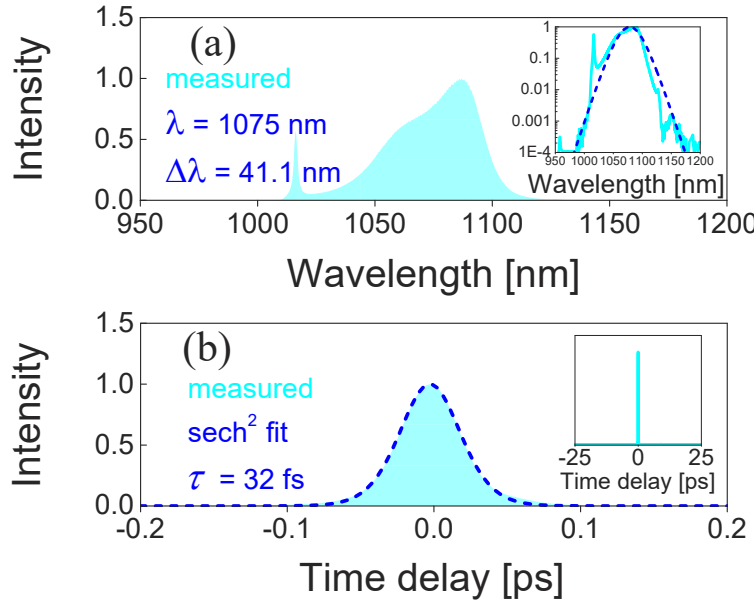 (a)
measured
λ = 1075 nm
Δλ = 41.1 nm
Intensity
1.5
1.0
0.5
0.0
950 1000 1050 1100 1150 1200
Wavelength [nm]
1
0.1
0.01
0.001
1E-4
950 1000 1050 1100 1150 1200
Wavelength [nm]
(b)
measured
sech² fit
τ = 32 fs
Intensity
1.5
1.0
0.5
0.0
-0.2 -0.1 0.0 0.1 0.2
Time delay [ps]
-25 0 25
Time delay [ps]